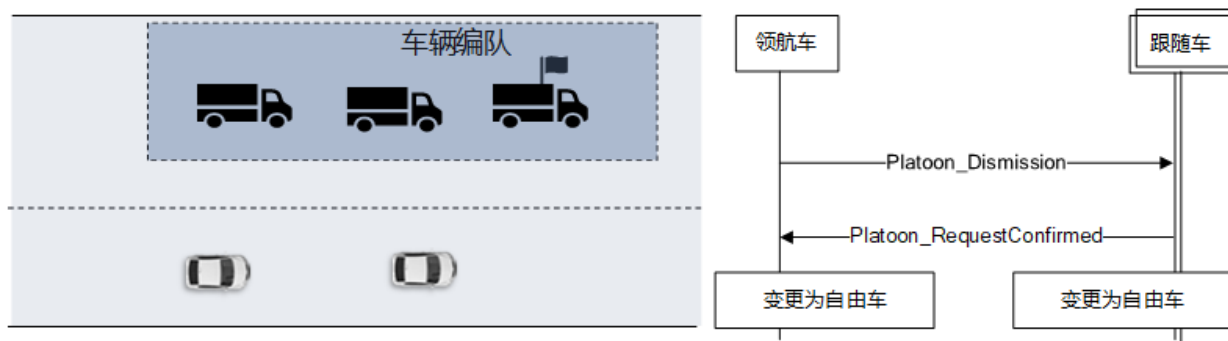 车辆编队
领航车
跟随车
Platoon_Dismission
Platoon_RequestConfirmed
变更为自由车
变更为自由车